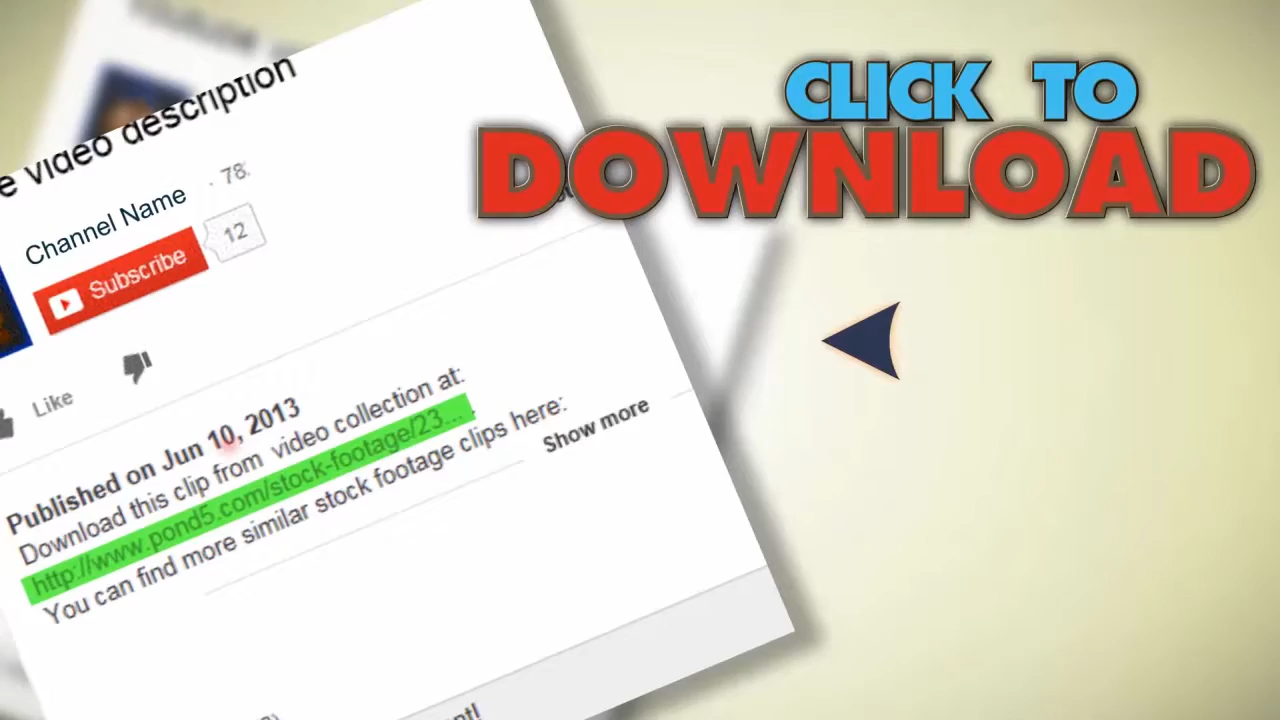 CLICK TO
DOWNLOAD
e video description
Channel Name
78
Subscribe
12
Like
Published on Jun 10, 2013
Download this clip from video collection at:
http://www.pond5.com/stock-footage/23...
You can find more similar stock footage clips here:
Show more